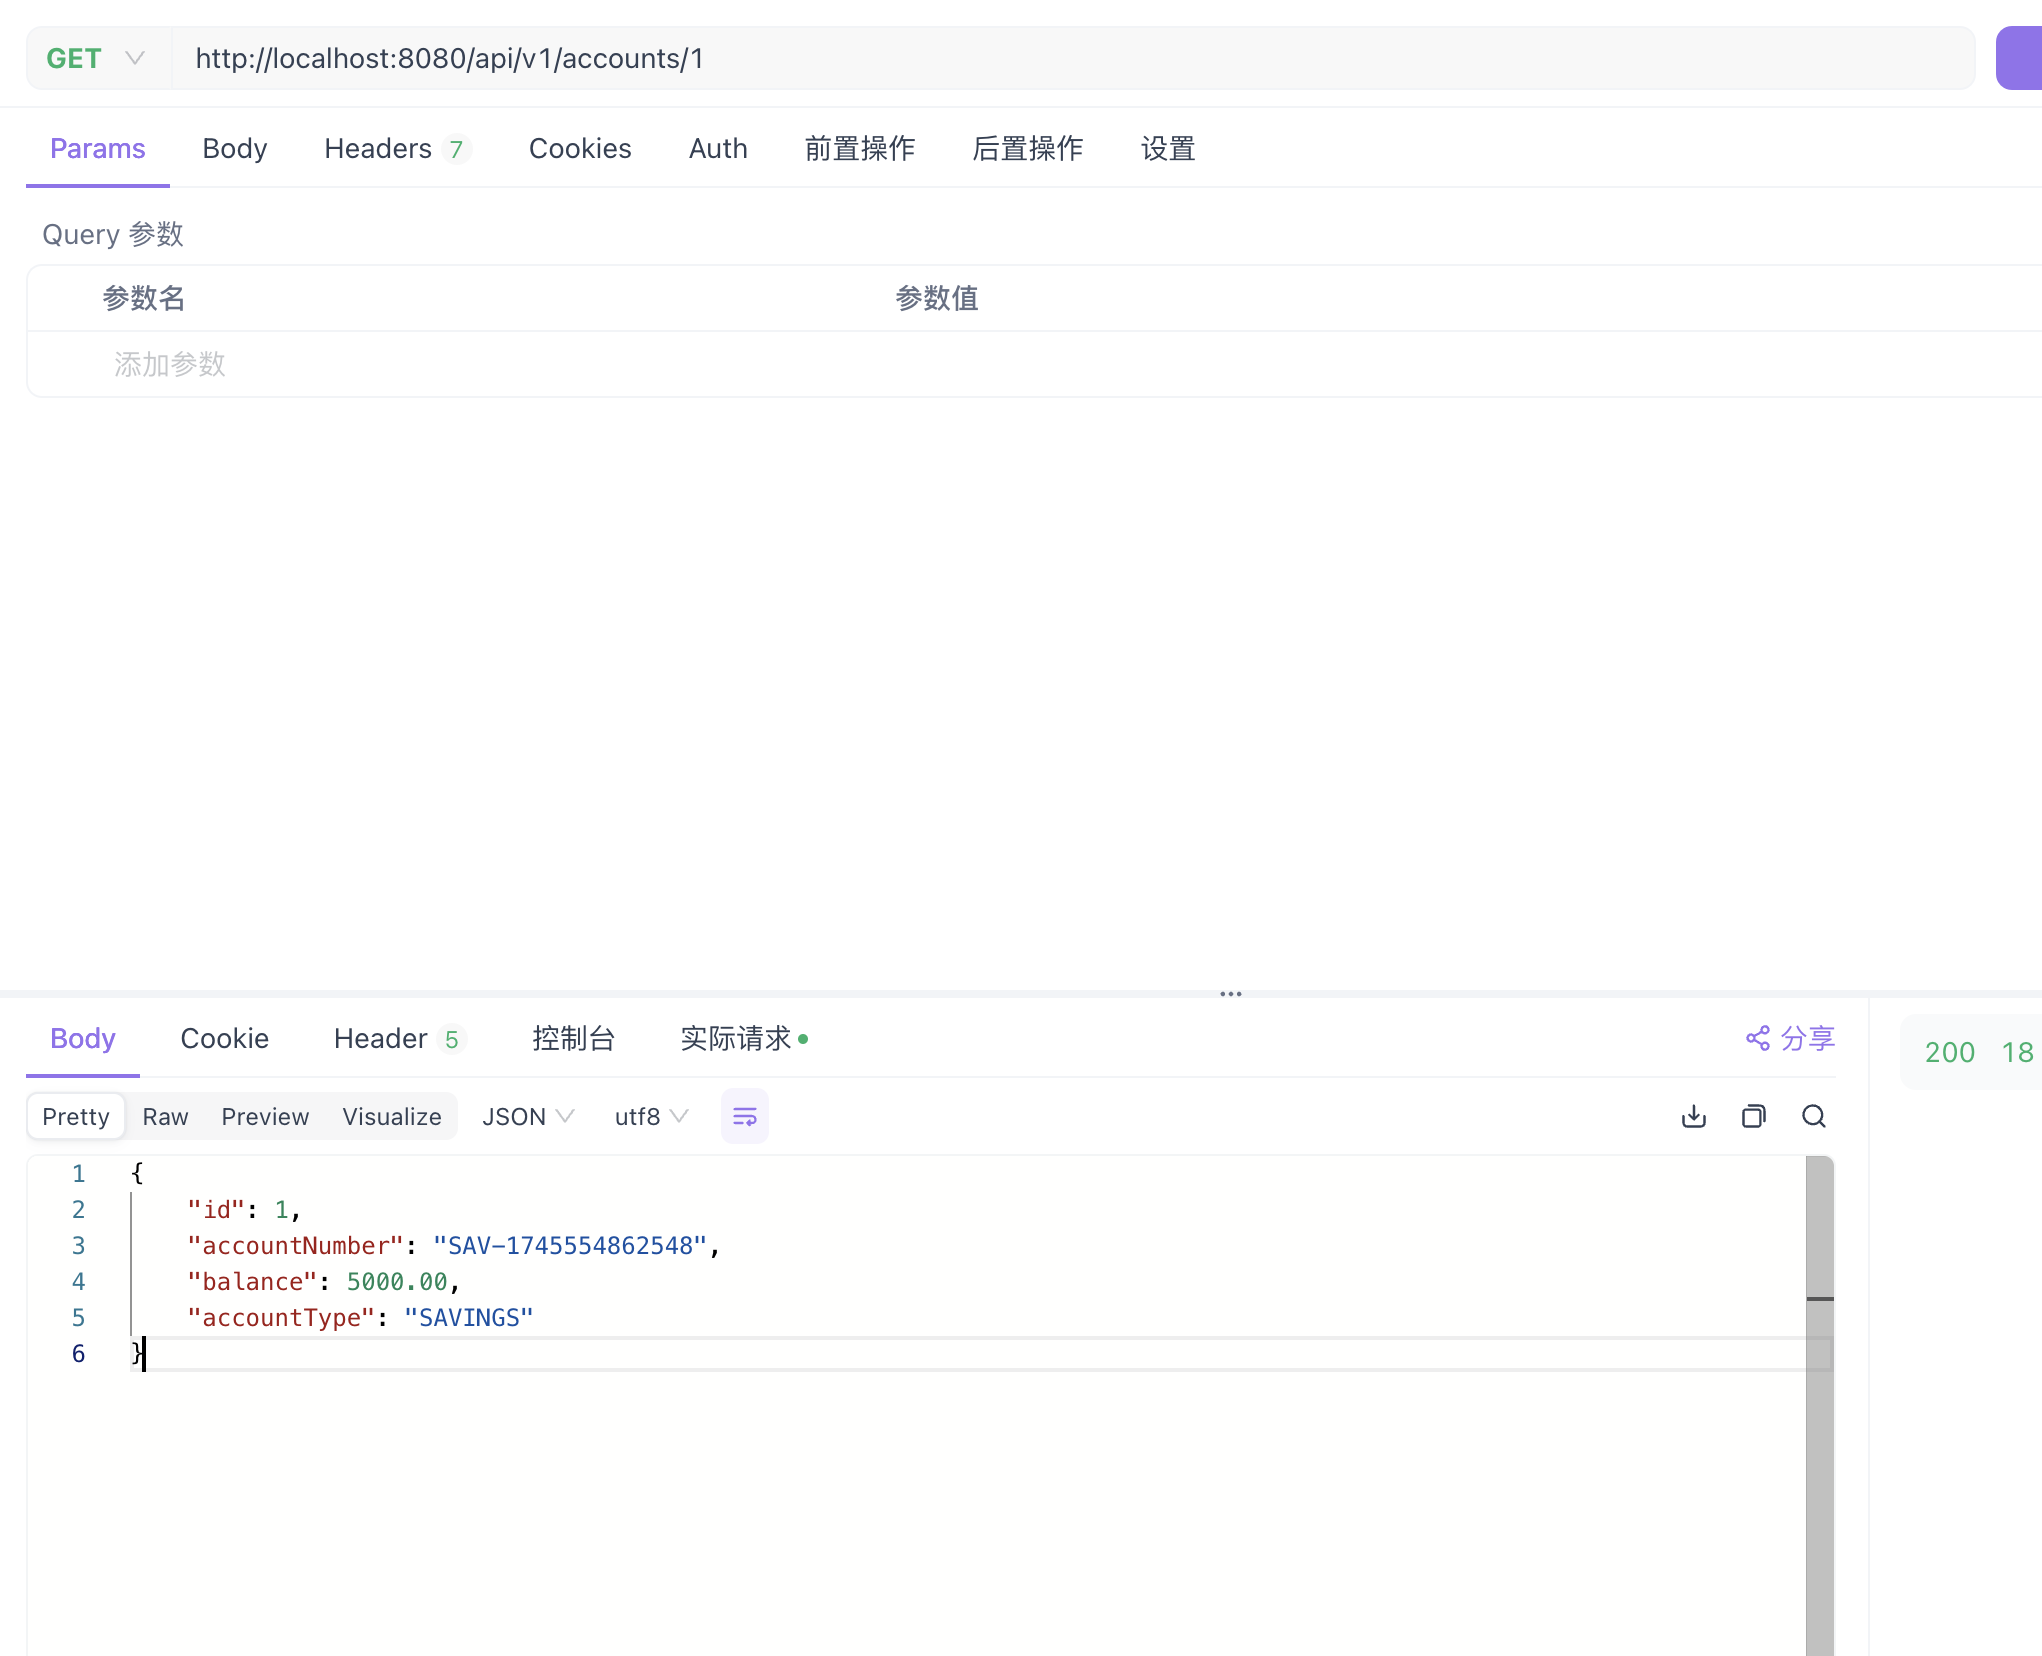 GET http://localhost:8080/api/v1/accounts/1
Params Body Headers 7 Cookies Auth 前置操作 后置操作 设置
Query 参数
参数名 参数值
添加参数
Body Cookie Header 5 控制台 实际请求 分享 200 18
Pretty Raw Preview Visualize JSON utf8
1 {
2 "id": 1,
3 "accountNumber": "SAV-1745554862548",
4 "balance": 5000.00,
5 "accountType": "SAVINGS"
6 }